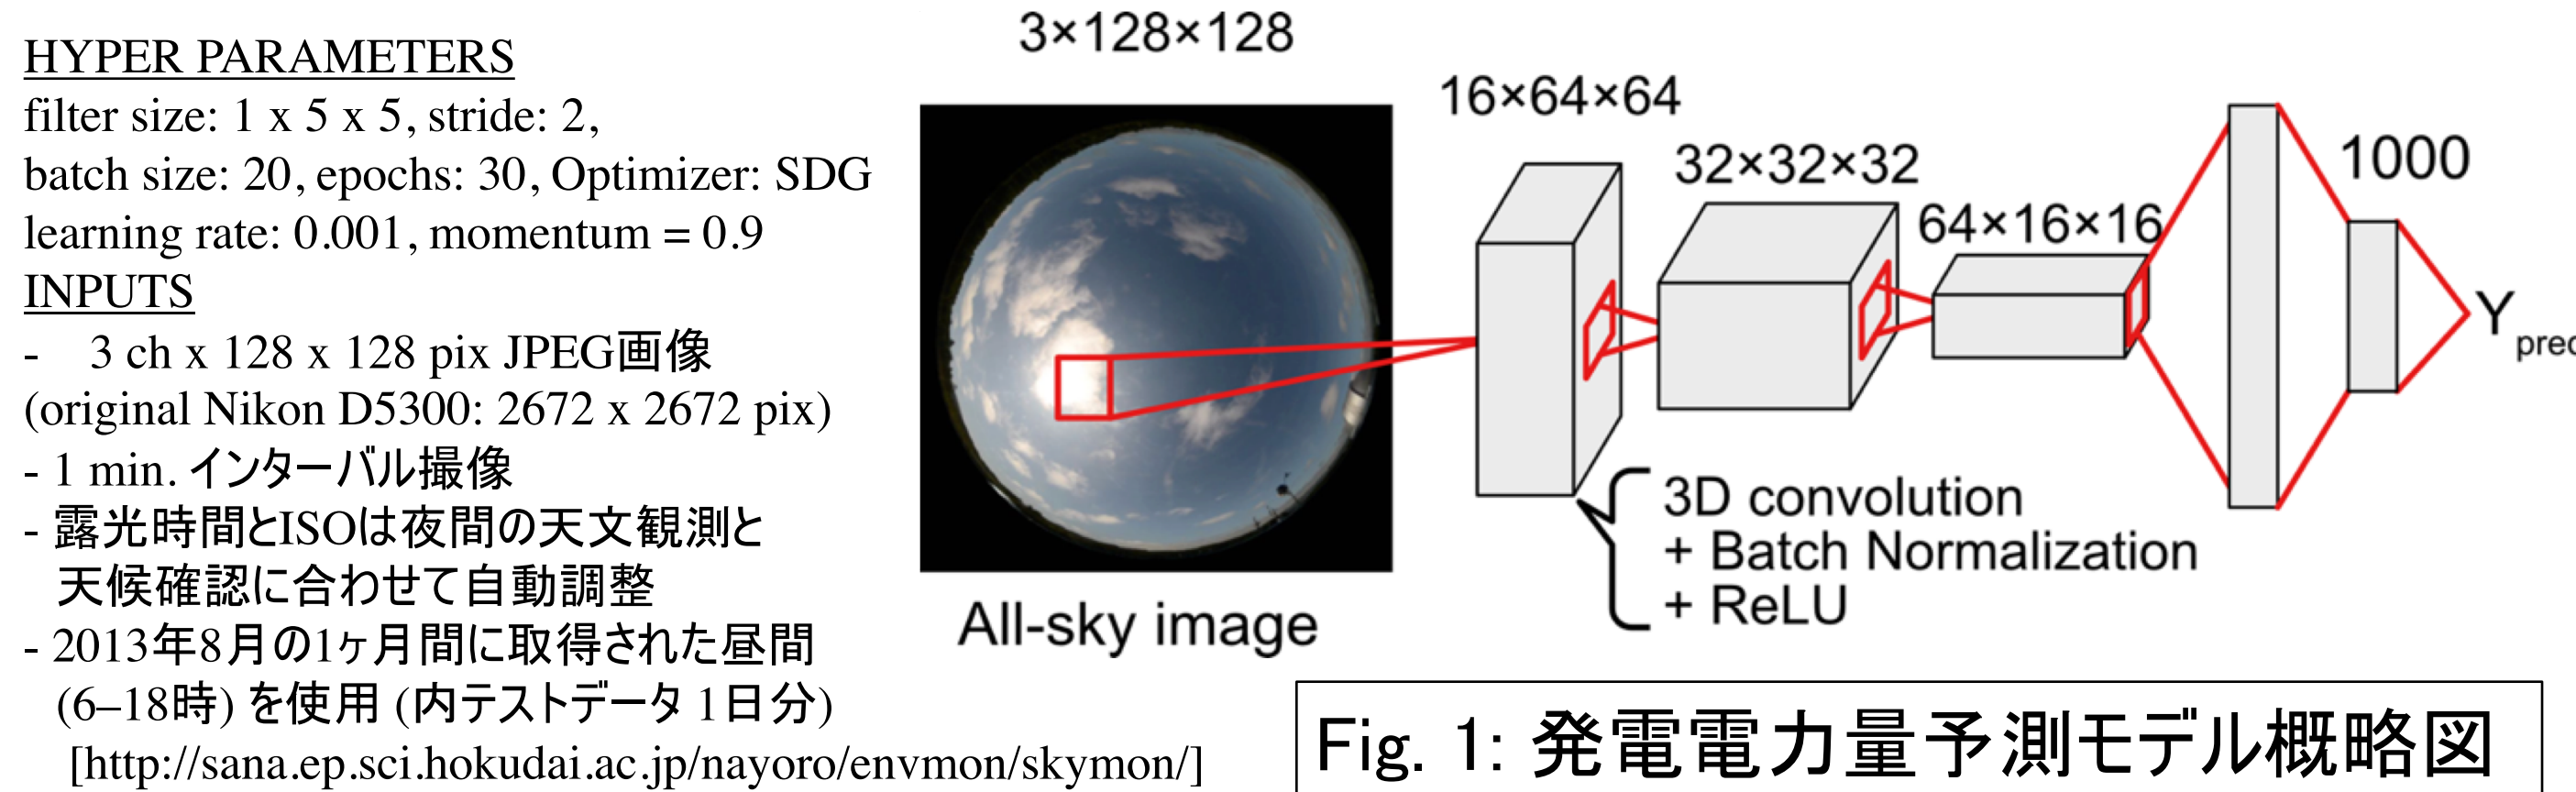 HYPER PARAMETERS
filter size: 1 x 5 x 5, stride: 2,
batch size: 20, epochs: 30, Optimizer: SDG
learning rate: 0.001, momentum = 0.9
INPUTS
- 3 ch x 128 x 128 pix JPEG画像
(original Nikon D5300: 2672 x 2672 pix)
- 1 min. インターバル撮像
- 露光時間とISOは夜間の天文観測と
天候確認に合わせて自動調整
- 2013年8月の1ヶ月間に取得された昼間
(6–18時) を使用 (内テストデータ 1日分)
[http://sana.ep.sci.hokudai.ac.jp/nayoro/envmon/skymon/]
3×128×128
16×64×64
32×32×32
64×16×16
1000
Y
prec
All-sky image
3D convolution
+ Batch Normalization
+ ReLU
Fig. 1: 発電電力量予測モデル概略図